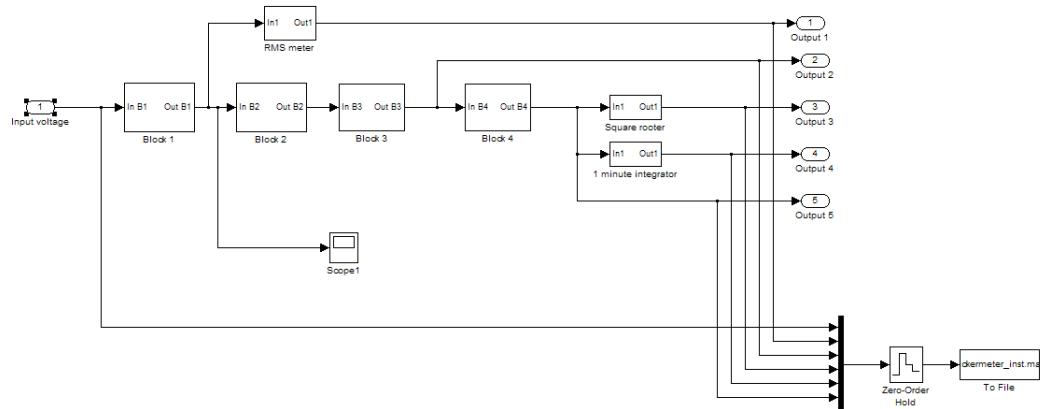 In1 Out1
RMS meter
1
Output 1
2
Output 2
1
Input voltage
In B1 Out B1
Block 1
In B2 Out B2
Block 2
In B3 Out B3
Block 3
In B4 Out B4
Block 4
In1 Out1
Square rooter
3
Output 3
In1 Out1
1 minute integrator
4
Output 4
5
Output 5
Scope1
Zero-Order
Hold
ckermeter_inst.ma
To File